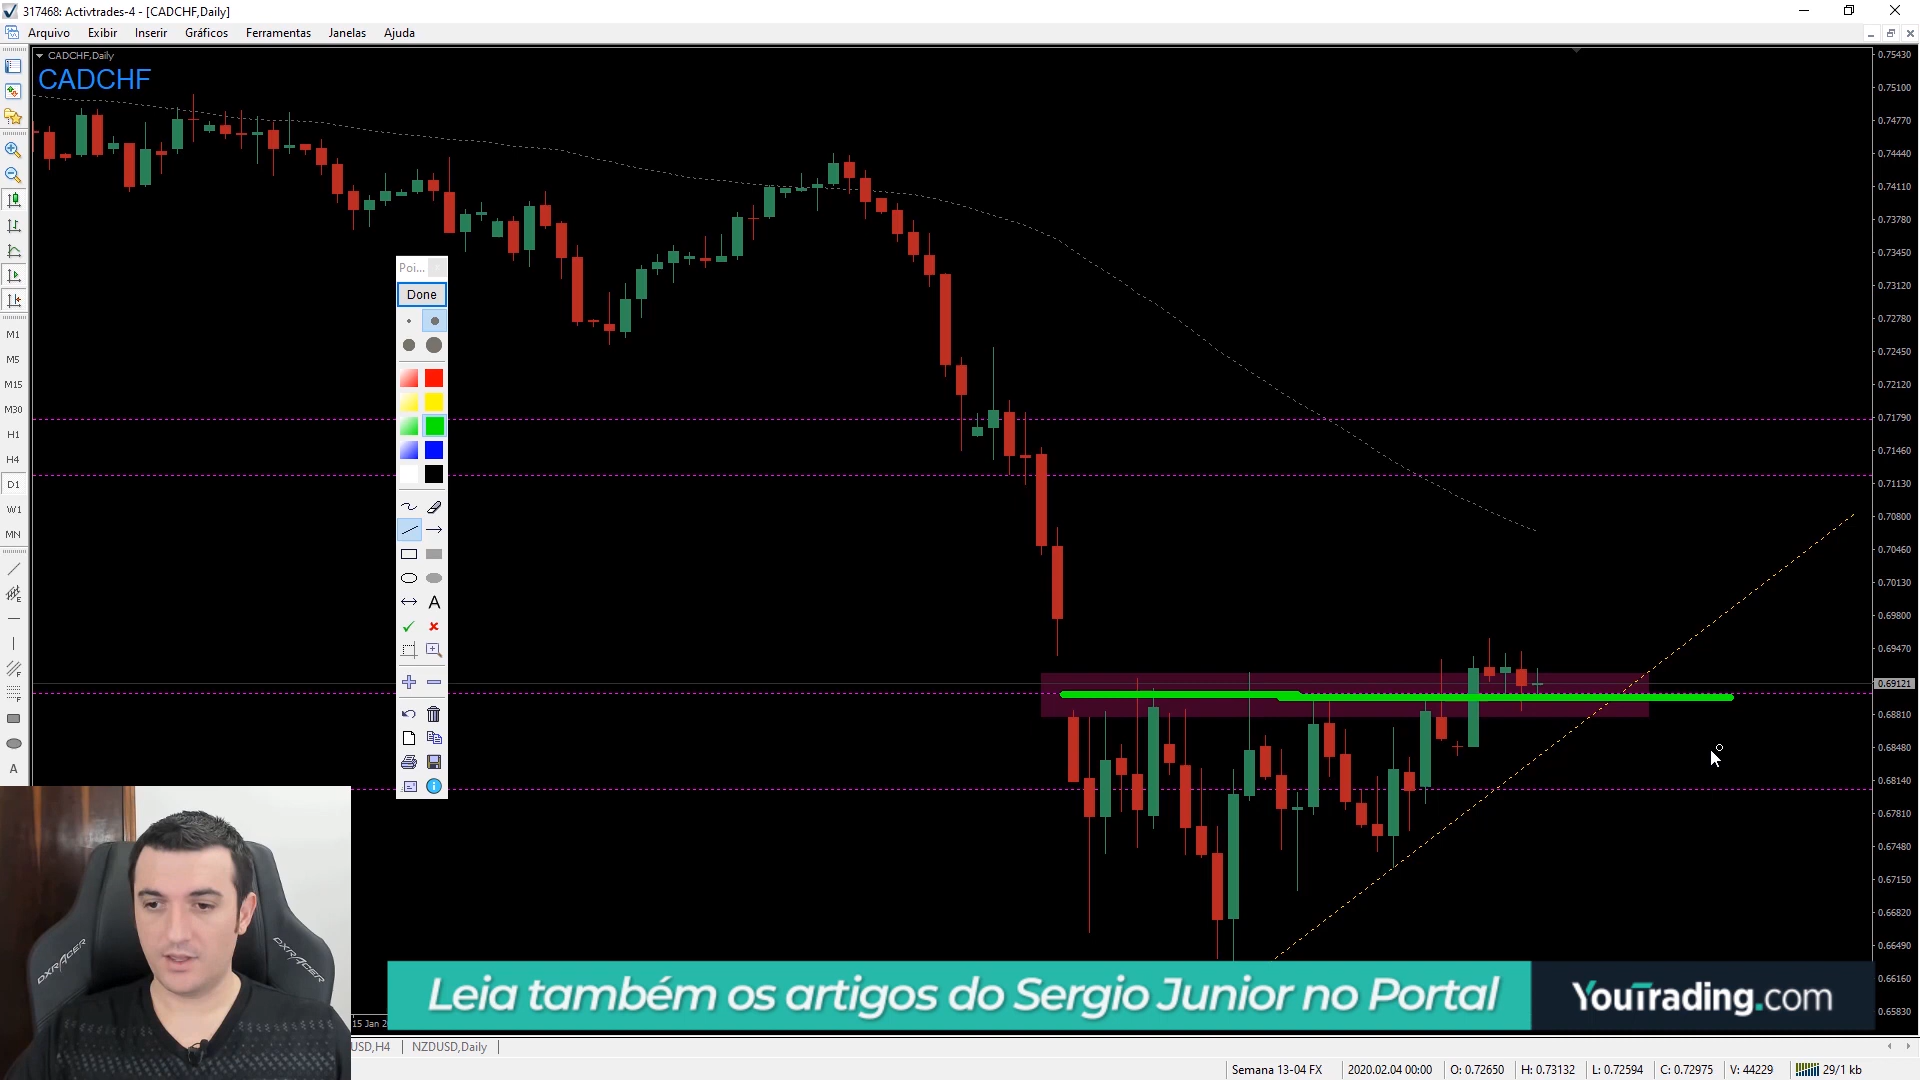 317468: Activtrades-4 - [CADCHF,Daily]
Arquivo Exibir Inserir Gráficos Ferramentas Janelas Ajuda
CADCHF,Daily
CADCHF
0.75430
0.75100
0.74770
0.74440
0.74110
0.73780
0.73450
0.73120
0.72780
0.72450
0.72120
0.71790
0.71460
0.71130
0.70800
0.70460
0.70130
0.69800
0.69470
0.69121
0.68810
0.68480
0.68140
0.67810
0.67480
0.67150
0.66820
0.66490
0.66160
0.65830
Poi...
Done
A
M1
M5
M15
M30
H1
H4
D1
W1
MN
A
DXRACER
DXRACER
Leia também os artigos do Sergio Junior no Portal
YouTrading.com
15 Jan 2
USD,H4 | NZDUSD,Daily |
Semana 13-04 FX 2020.02.04 00:00 O: 0.72650 H: 0.73132 L: 0.72594 C: 0.72975 V: 44229 29/1 kb